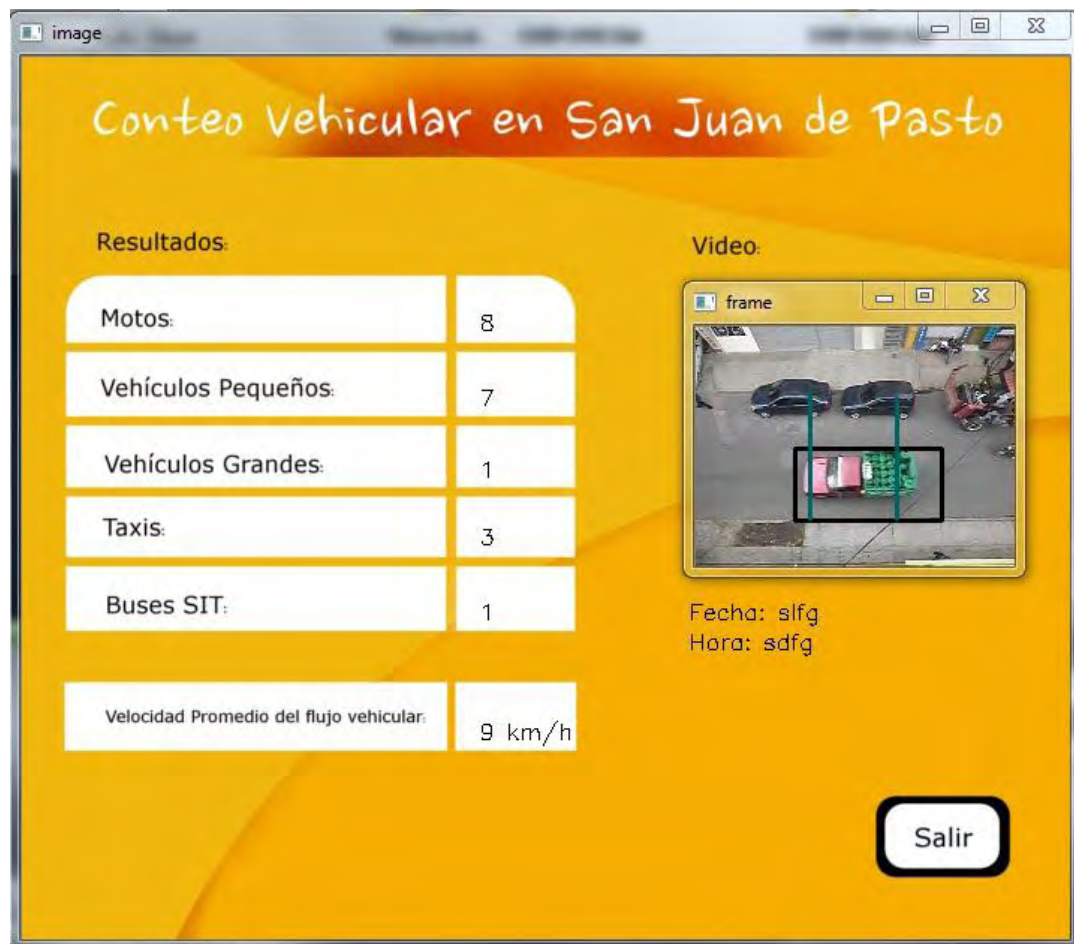 image
Conteo Vehicular en San Juan de Pasto
Resultados:
Motos: 8
Vehículos Pequeños: 7
Vehículos Grandes: 1
Taxis: 3
Buses SIT: 1
Velocidad Promedio del flujo vehicular: 9 km/h
Video:
frame
Fecha: slfg
Hora: sdfg
Salir